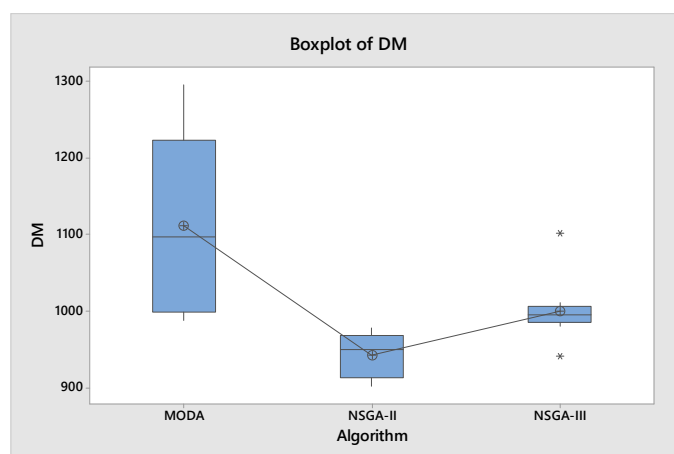 Boxplot of DM
1300
1200
1100
1000
900
DM
MODA
NSGA-II
NSGA-III
Algorithm